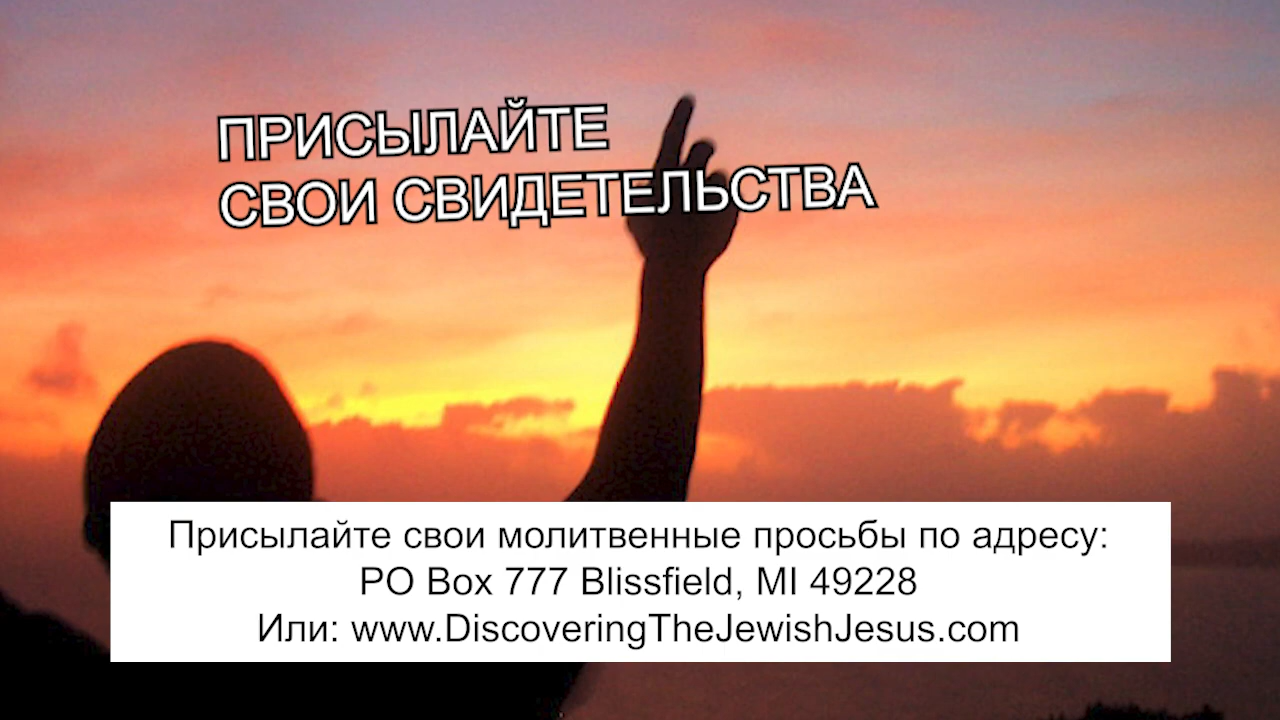 ПРИСЫЛАЙТЕ
СВОИ СВИДЕТЕЛЬСТВА
Присылайте свои молитвенные просьбы по адресу:
PO Box 777 Blissfield, MI 49228
Или: www.DiscoveringTheJewishJesus.com